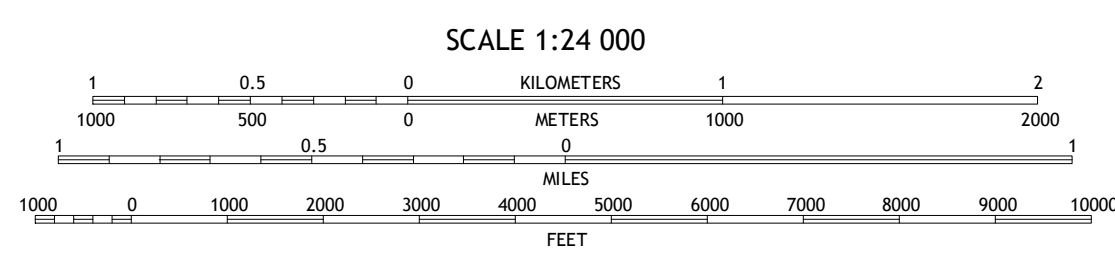 SCALE 1:24 000
1 0.5 0 KILOMETERS 1 2
1000 500 0 METERS 1000 2000
1 0.5 0 1
MILES
1000 0 1000 2000 3000 4000 5000 6000 7000 8000 9000 10000
FEET